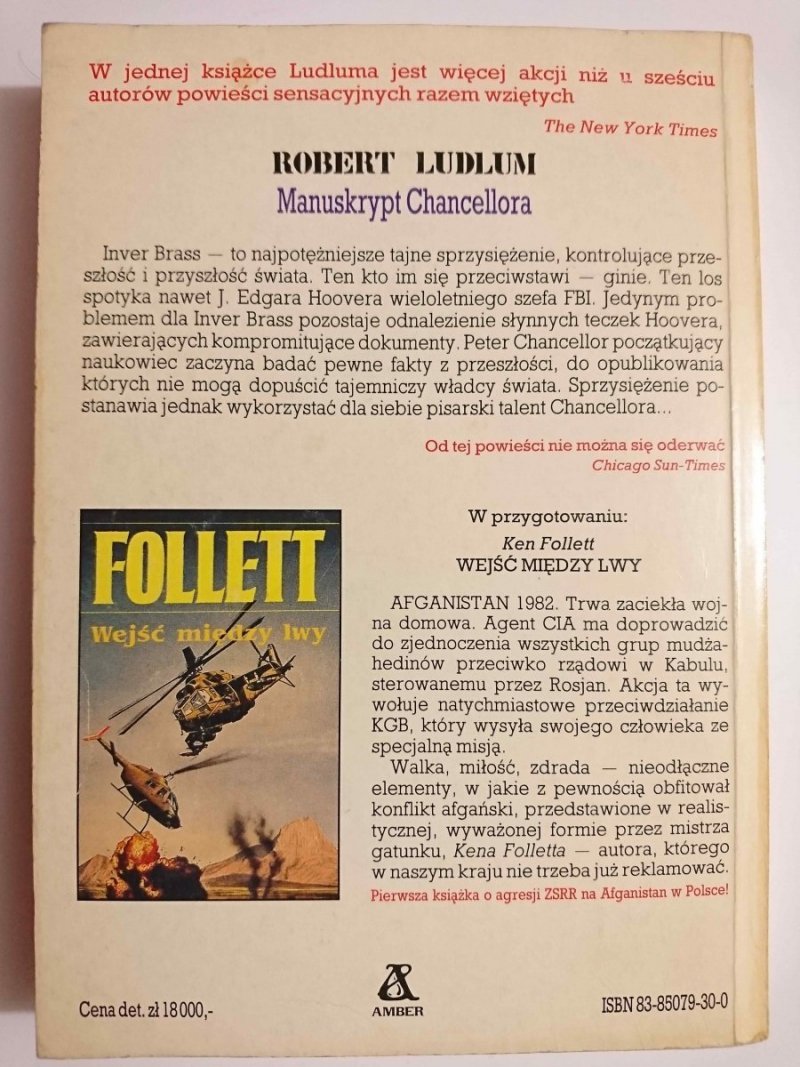 W jednej książce Ludluma jest więcej akcji niż u sześciu
autorów powieści sensacyjnych razem wziętych
The New York Times
ROBERT LUDLUM
Manuskrypt Chancellora
Inver Brass — to najpotężniejsze tajne sprzysiężenie, kontrolujące prze-
szłość i przyszłość świata. Ten kto im się przeciwstawi — ginie. Ten los
spotyka nawet J. Edgara Hoovera wieloletniego szefa FBI. Jedynym pro-
blemem dla Inver Brass pozostaje odnalezienie słynnych teczek Hoovera,
zawierających kompromitujące dokumenty. Peter Chancellor początkujący
naukowiec zaczyna badać pewne fakty z przeszłości, do opublikowania
których nie mogą dopuścić tajemniczy władcy świata. Sprzysiężenie po-
stanawia jednak wykorzystać dla siebie pisarski talent Chancellora...
Od tej powieści nie można się oderwać
Chicago Sun-Times
FOLLETT
Wejść między lwy
W przygotowaniu:
Ken Follett
WEJŚĆ MIĘDZY LWY
AFGANISTAN 1982. Trwa zaciekła woj-
na domowa. Agent CIA ma doprowadzić
do zjednoczenia wszystkich grup mudża-
hedinów przeciwko rządowi w Kabulu,
sterowanemu przez Rosjan. Akcja ta wy-
wołuje natychmiastowe przeciwdziałanie
KGB, który wysyła swojego człowieka ze
specjalną misją.
Walka, miłość, zdrada — nieodłączne
elementy, w jakie z pewnością obfitował
konflikt afgański, przedstawione w realis-
tycznej, wyważonej formie przez mistrza
gatunku, Kena Folletta — autora, którego
w naszym kraju nie trzeba już reklamować.
Pierwsza książka o agresji ZSRR na Afganistan w Polsce!
Cena det. zł 18 000,-
AMBER
ISBN 83-85079-30-0